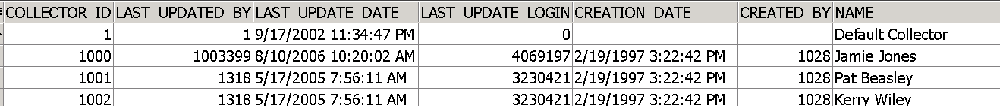 COLLECTOR_ID LAST_UPDATED_BY LAST_UPDATE_DATE LAST_UPDATE_LOGIN CREATION_DATE CREATED_BY NAME
1 1 9/17/2002 11:34:47 PM 0 Default Collector
1000 1003399 8/10/2006 10:20:02 AM 4069197 2/19/1997 3:22:42 PM 1028 Jamie Jones
1001 1318 5/17/2005 7:56:11 AM 3230421 2/19/1997 3:22:42 PM 1028 Pat Beasley
1002 1318 5/17/2005 7:56:11 AM 3230421 2/19/1997 3:22:42 PM 1028 Kerry Wiley